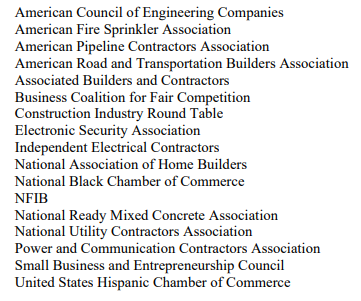 American Council of Engineering Companies
American Fire Sprinkler Association
American Pipeline Contractors Association
American Road and Transportation Builders Association
Associated Builders and Contractors
Business Coalition for Fair Competition
Construction Industry Round Table
Electronic Security Association
Independent Electrical Contractors
National Association of Home Builders
National Black Chamber of Commerce
NFIB
National Ready Mixed Concrete Association
National Utility Contractors Association
Power and Communication Contractors Association
Small Business and Entrepreneurship Council
United States Hispanic Chamber of Commerce